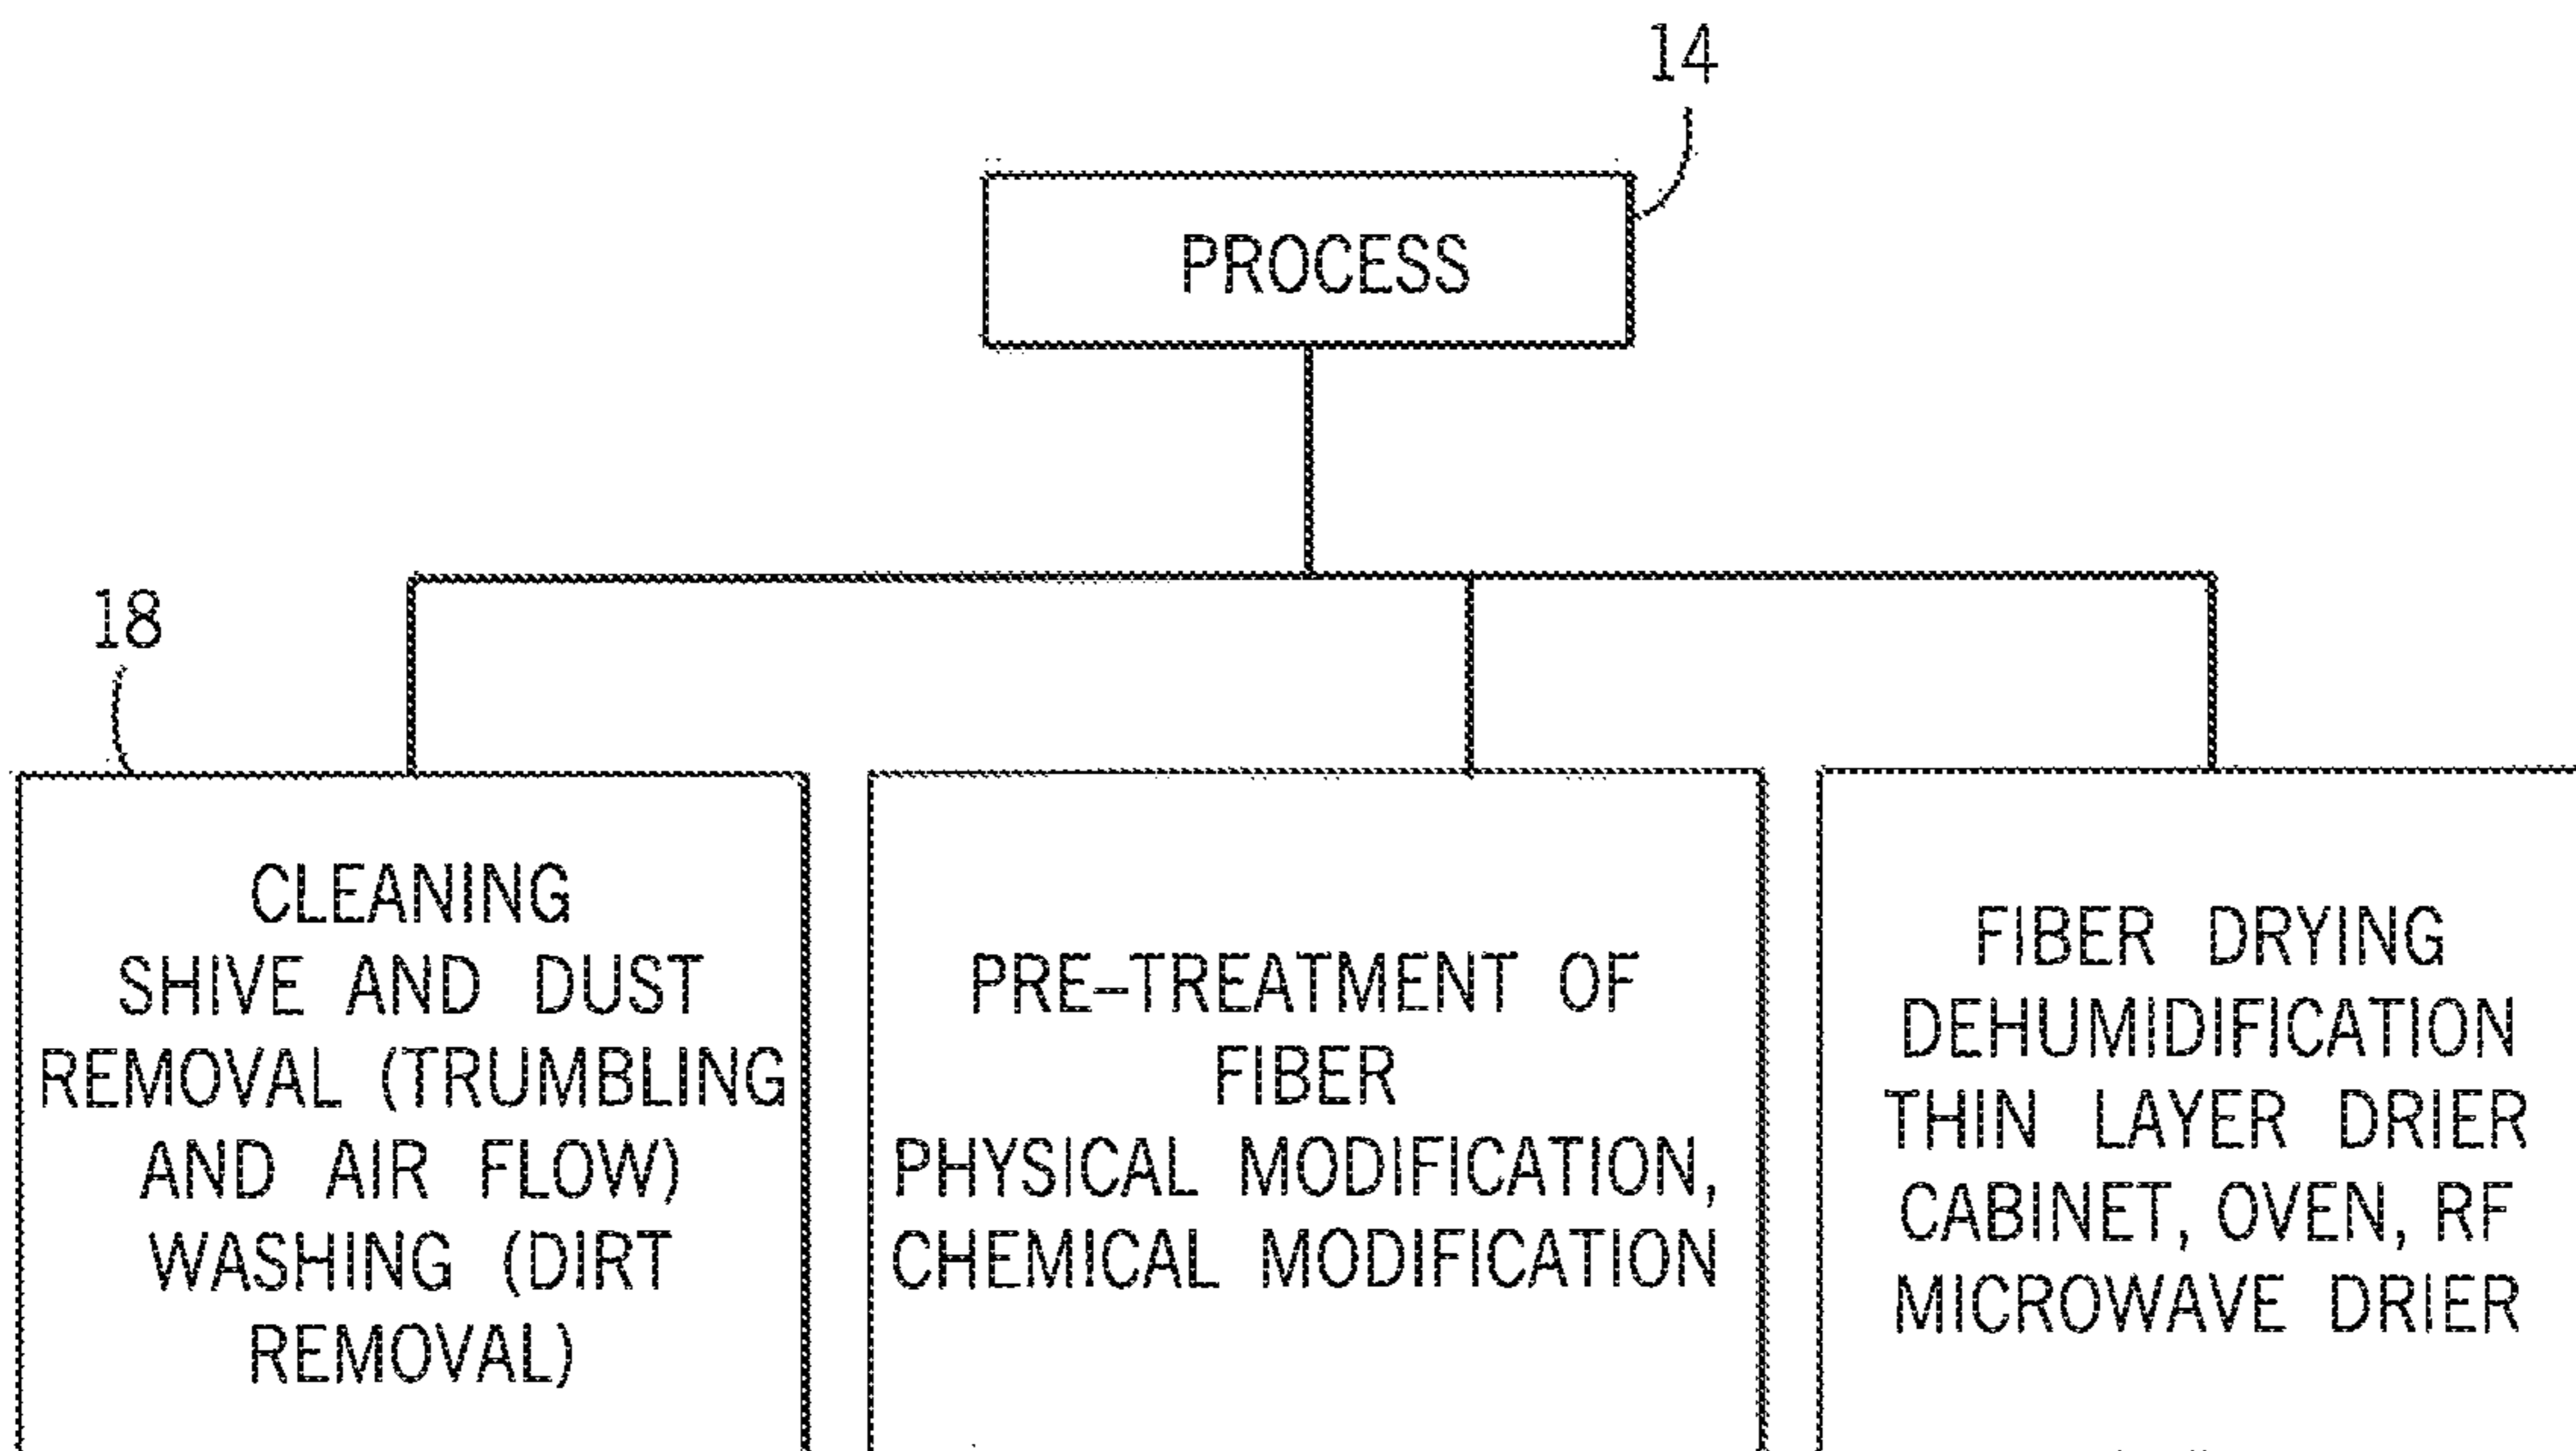 14
PROCESS
18
CLEANING
SHIVE AND DUST
REMOVAL (TRUMBLING
AND AIR FLOW)
WASHING (DIRT
REMOVAL)
PRE-TREATMENT OF
FIBER
PHYSICAL MODIFICATION,
CHEMICAL MODIFICATION
FIBER DRYING
DEHUMIDIFICATION
THIN LAYER DRIER
CABINET, OVEN, RF
MICROWAVE DRIER